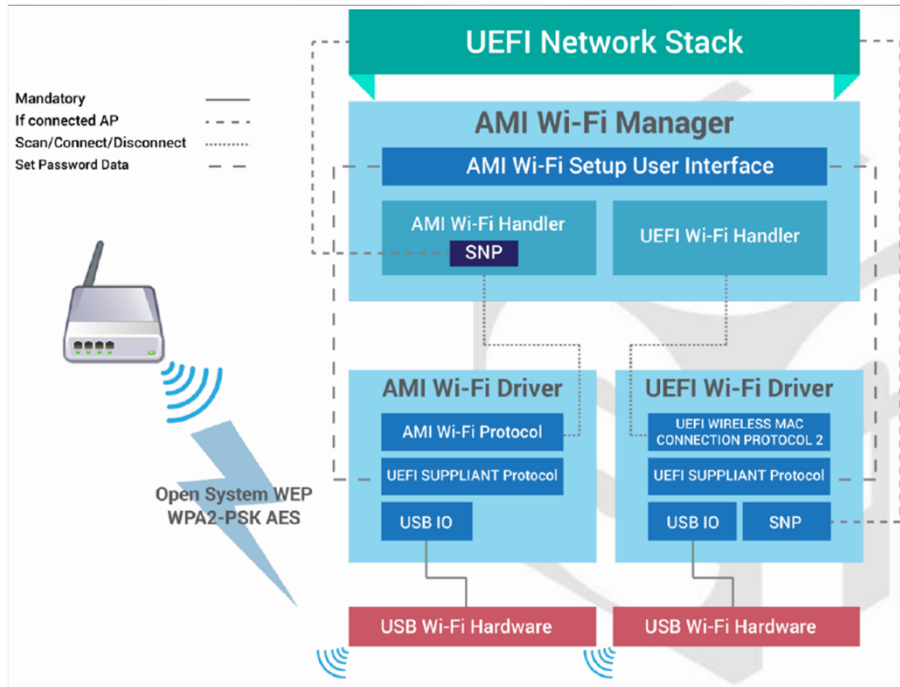 UEFI Network Stack
Mandatory
If connected AP
Scan/Connect/Disconnect
Set Password Data
AMI Wi-Fi Manager
AMI Wi-Fi Setup User Interface
AMI Wi-Fi Handler
SNP
UEFI Wi-Fi Handler
AMI Wi-Fi Driver
AMI Wi-Fi Protocol
UEFI SUPPLIANT Protocol
USB IO
UEFI Wi-Fi Driver
UEFI WIRELESS MAC
CONNECTION PROTOCOL 2
UEFI SUPPLIANT Protocol
USB IO
SNP
Open System WEP
WPA2-PSK AES
USB Wi-Fi Hardware
USB Wi-Fi Hardware